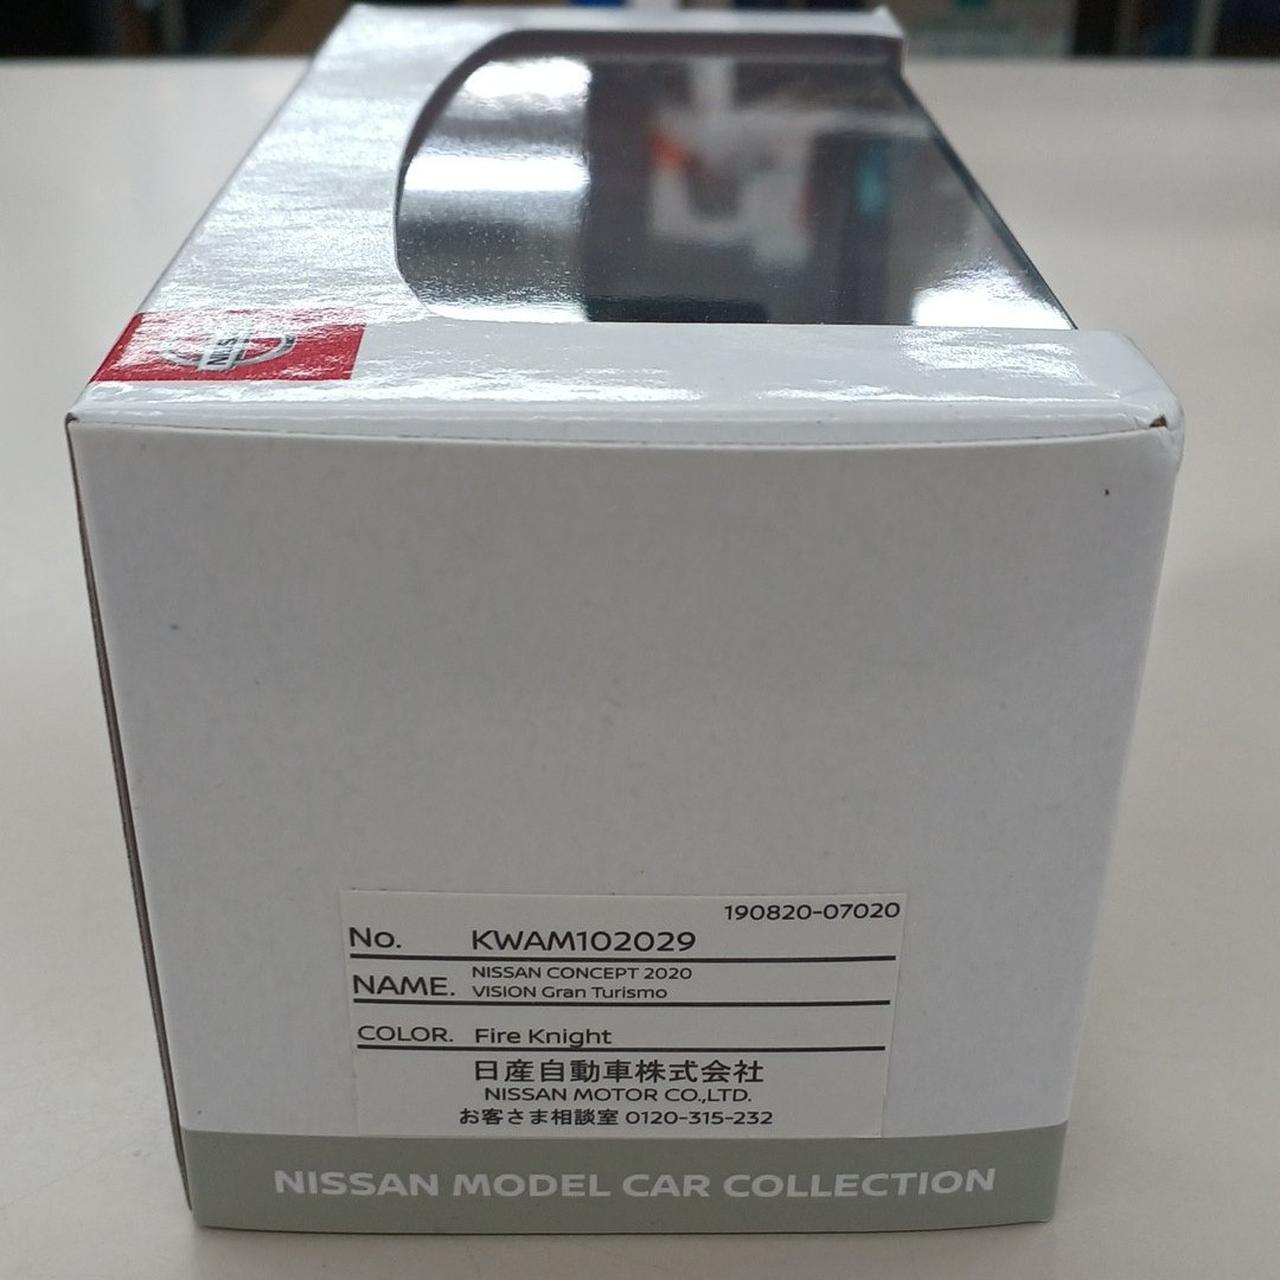 190820-07020
No. KWAM102029
NAME. NISSAN CONCEPT 2020
VISION Gran Turismo
COLOR. Fire Knight
日産自動車株式会社
NISSAN MOTOR CO.,LTD.
お客さま相談室 0120-315-232
NISSAN MODEL CAR COLLECTION